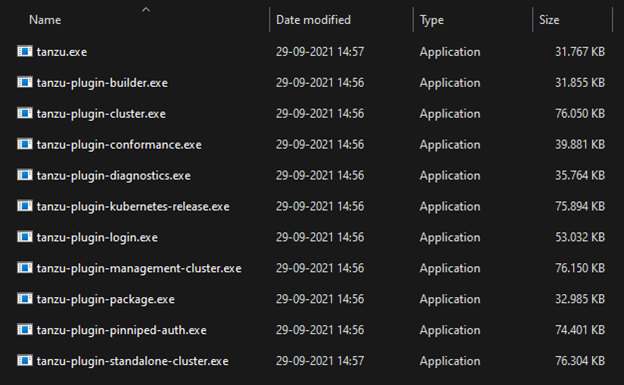 Name Date modified Type Size
tanzu.exe 29-09-2021 14:57 Application 31.767 KB
tanzu-plugin-builder.exe 29-09-2021 14:56 Application 31.855 KB
tanzu-plugin-cluster.exe 29-09-2021 14:56 Application 76.050 KB
tanzu-plugin-conformance.exe 29-09-2021 14:56 Application 39.881 KB
tanzu-plugin-diagnostics.exe 29-09-2021 14:56 Application 35.764 KB
tanzu-plugin-kubernetes-release.exe 29-09-2021 14:56 Application 75.894 KB
tanzu-plugin-login.exe 29-09-2021 14:56 Application 53.032 KB
tanzu-plugin-management-cluster.exe 29-09-2021 14:56 Application 76.150 KB
tanzu-plugin-package.exe 29-09-2021 14:56 Application 32.985 KB
tanzu-plugin-pinniped-auth.exe 29-09-2021 14:56 Application 74.401 KB
tanzu-plugin-standalone-cluster.exe 29-09-2021 14:57 Application 76.304 KB